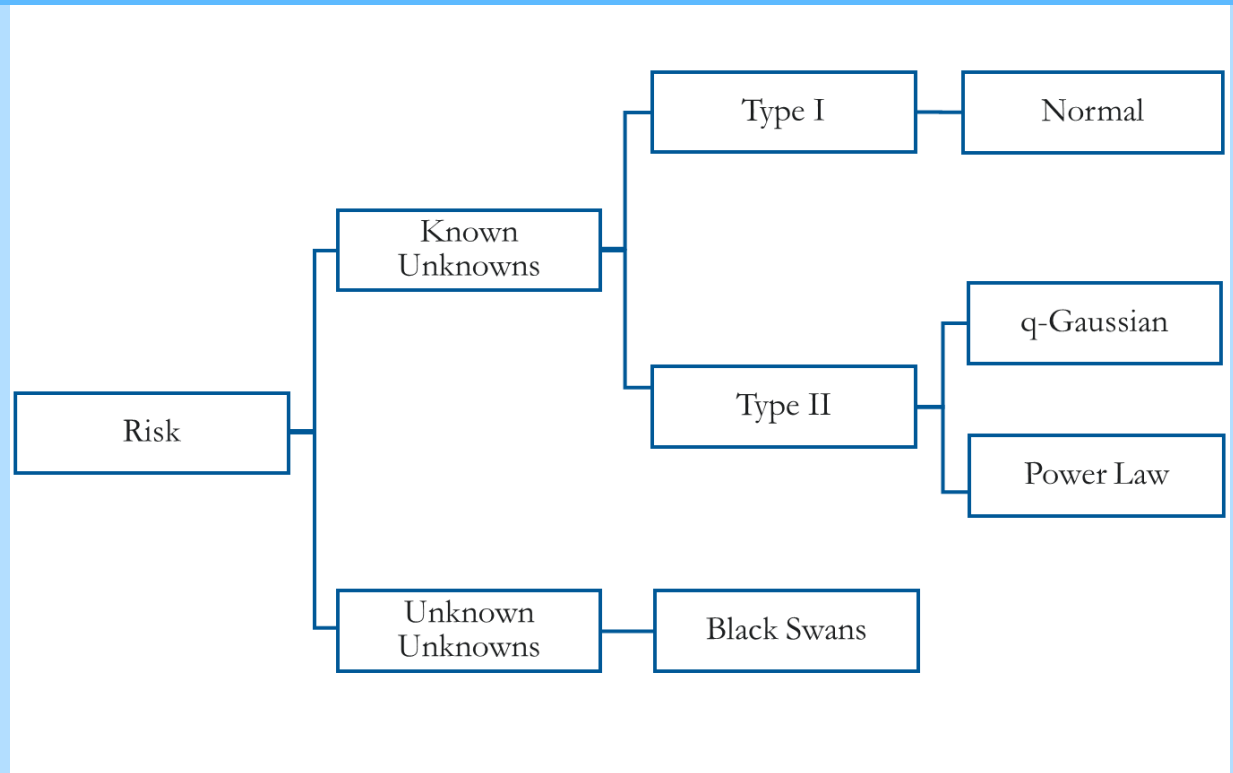 Type I
Normal
Known
Unknowns
q-Gaussian
Type II
Risk
Power Law
Unknown
Unknowns
Black Swans